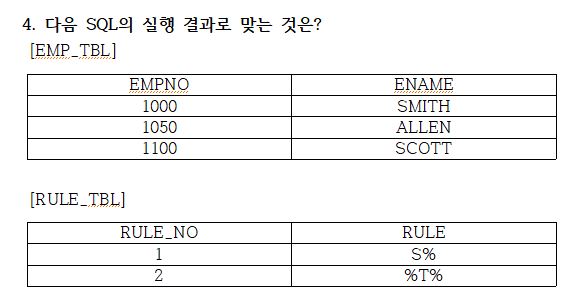 4. 다음 SQL의 실행 결과로 맞는 것은?
[EMP_TBL]
EMPNO ENAME
1000 SMITH
1050 ALLEN
1100 SCOTT
[RULE_TBL]
RULE_NO RULE
1 S%
2 %T%